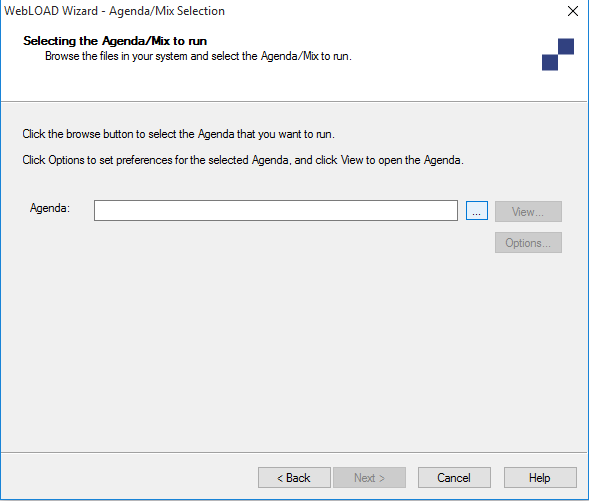 WebLOAD Wizard - Agenda/Mix Selection
Selecting the Agenda/Mix to run
Browse the files in your system and select the Agenda/Mix to run.
Click the browse button to select the Agenda that you want to run.
Click Options to set preferences for the selected Agenda, and click View to open the Agenda.
Agenda:
...
View...
Options...
< Back
Next >
Cancel
Help